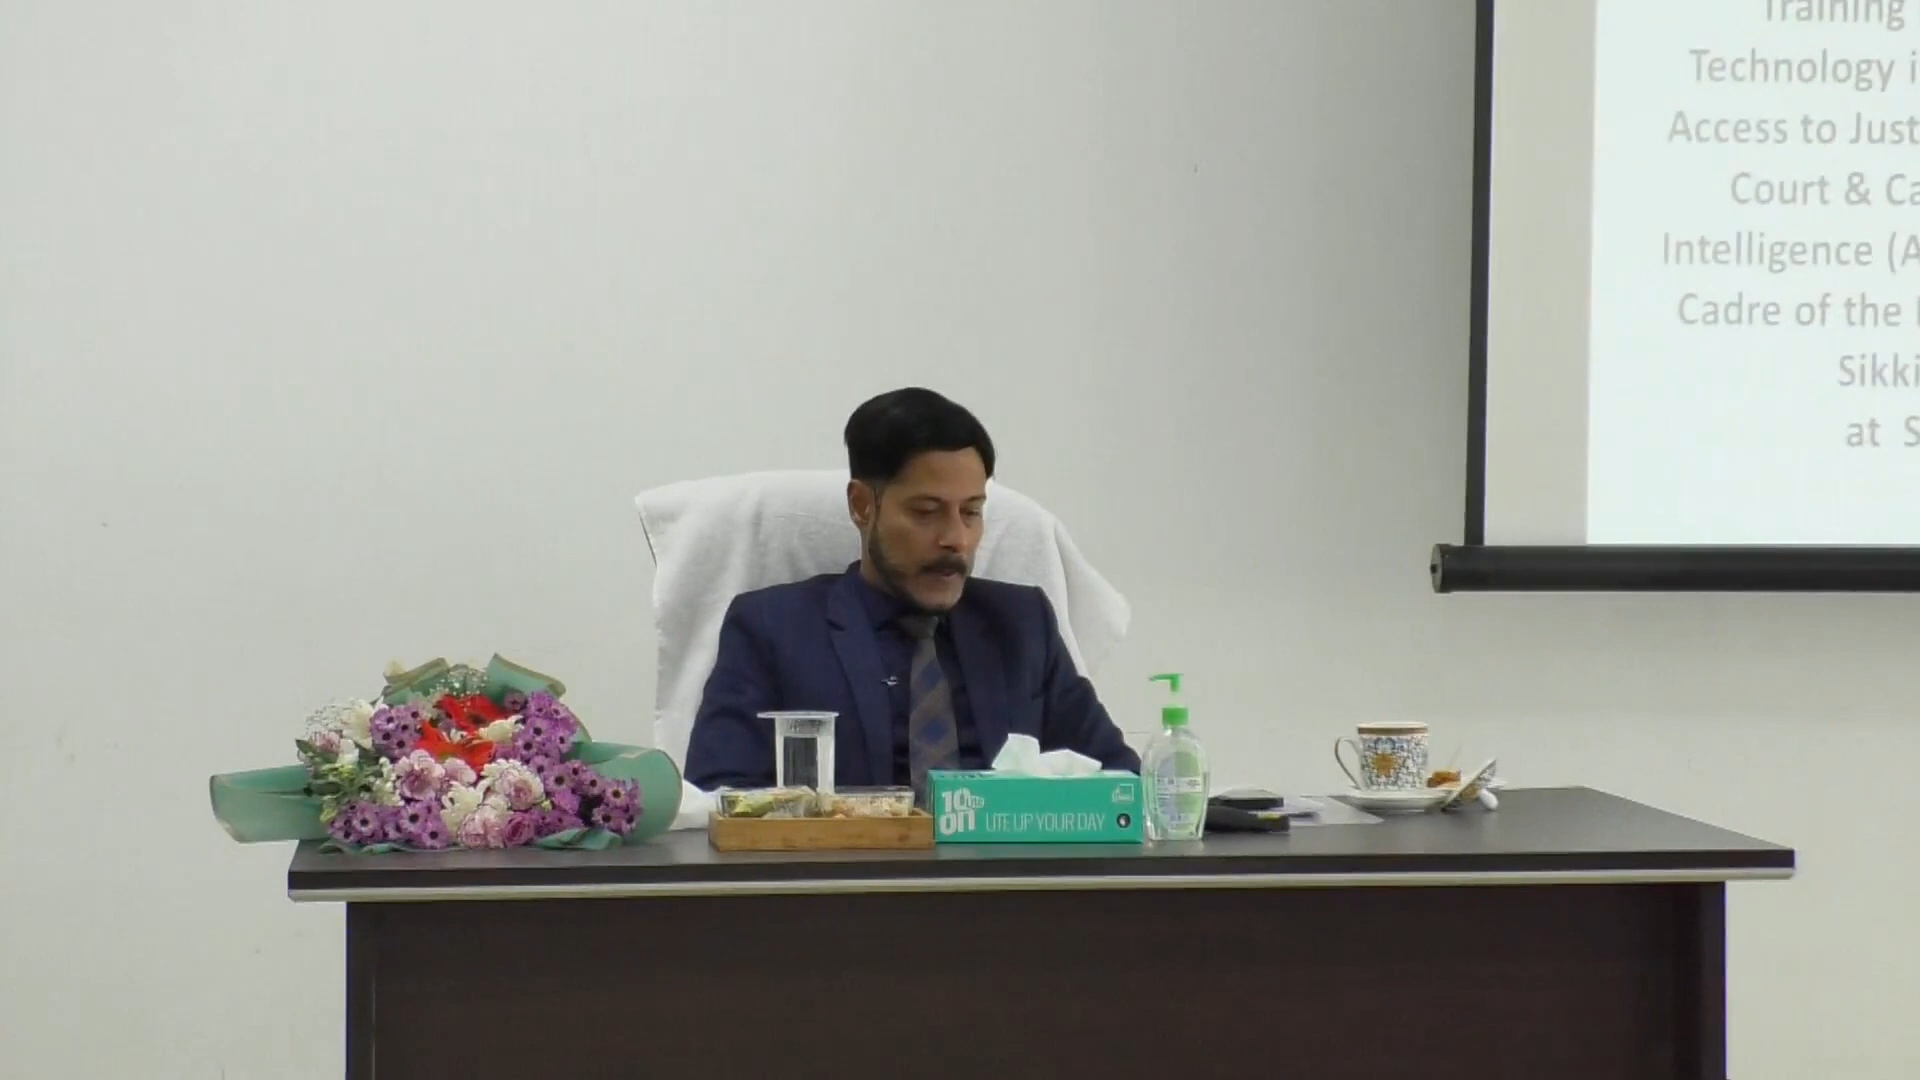 Training
Technology i
Access to Just
Court & Ca
Intelligence (A
Cadre of the
Sikki
at S
10
on
Lite
LITE UP YOUR DAY